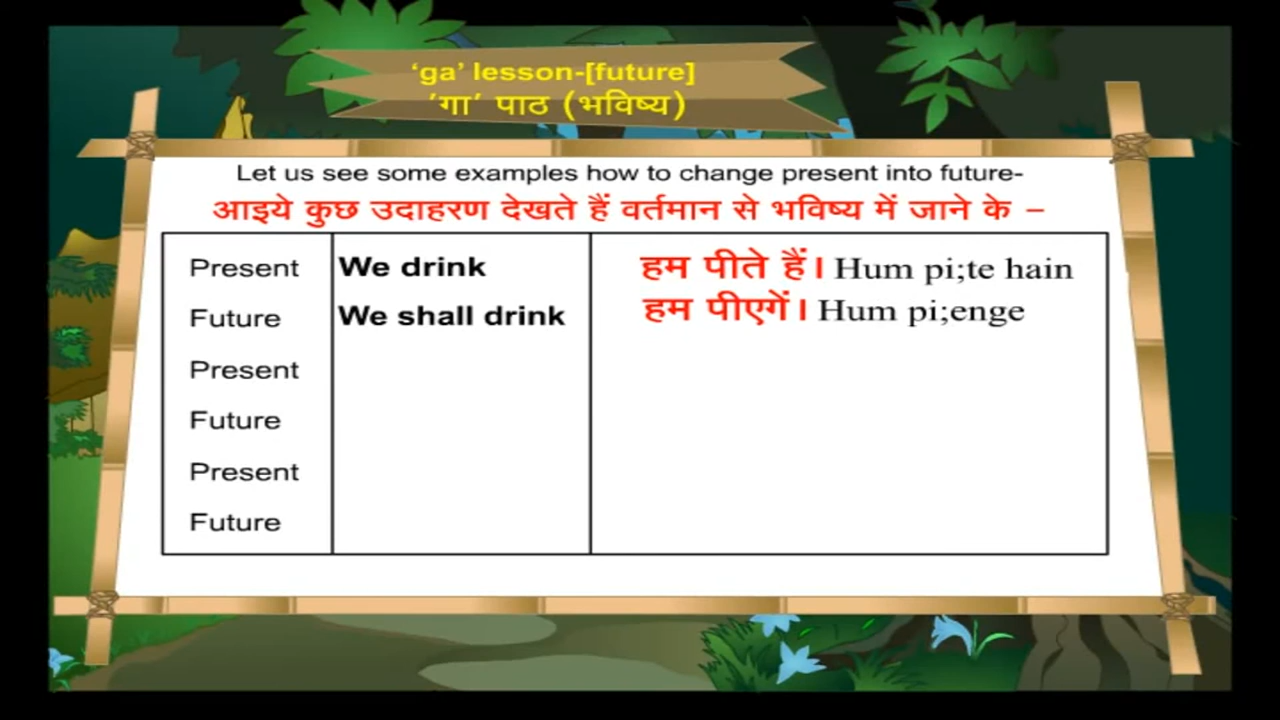 ‘ga’ lesson-[future]
‘गा’ पाठ (भविष्य)
Let us see some examples how to change present into future-
आइये कुछ उदाहरण देखते हैं वर्तमान से भविष्य में जाने के –
Present We drink हम पीते हैं। Hum pi;te hain
Future We shall drink हम पीएगें। Hum pi;enge
Present
Future
Present
Future